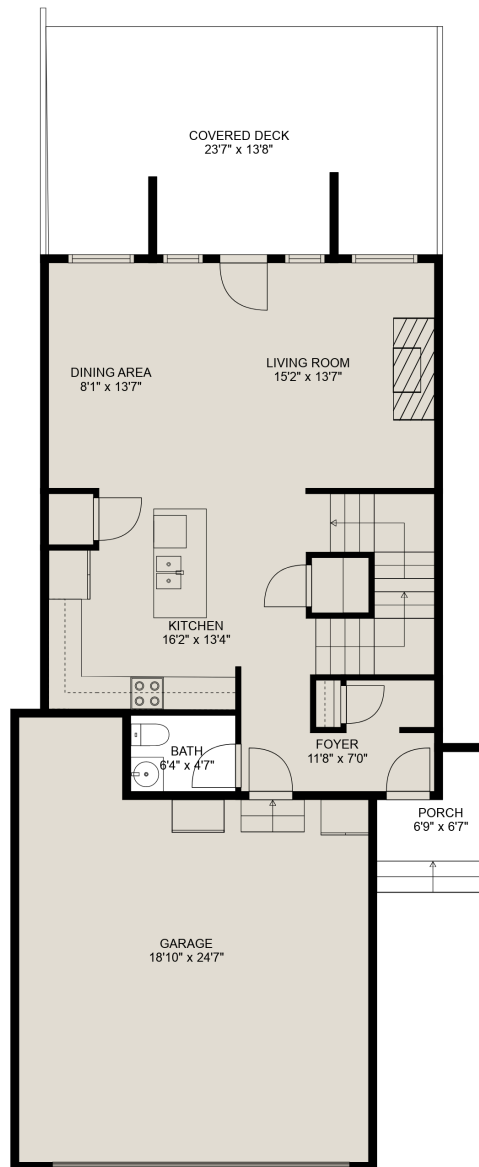 COVERED DECK
23'7" x 13'8"
DINING AREA
8'1" x 13'7"
LIVING ROOM
15'2" x 13'7"
KITCHEN
16'2" x 13'4"
BATH
6'4" x 4'7"
FOYER
11'8" x 7'0"
PORCH
6'9" x 6'7"
GARAGE
18'10" x 24'7"